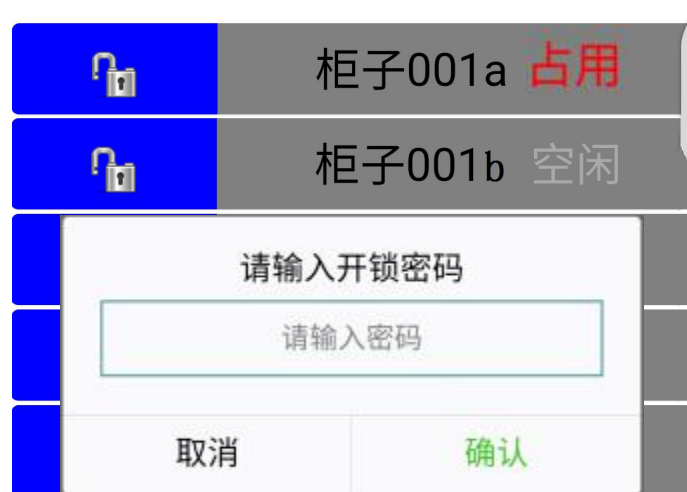 柜子001a 占用
柜子001b 空闲
请输入开锁密码
请输入密码
取消 确认